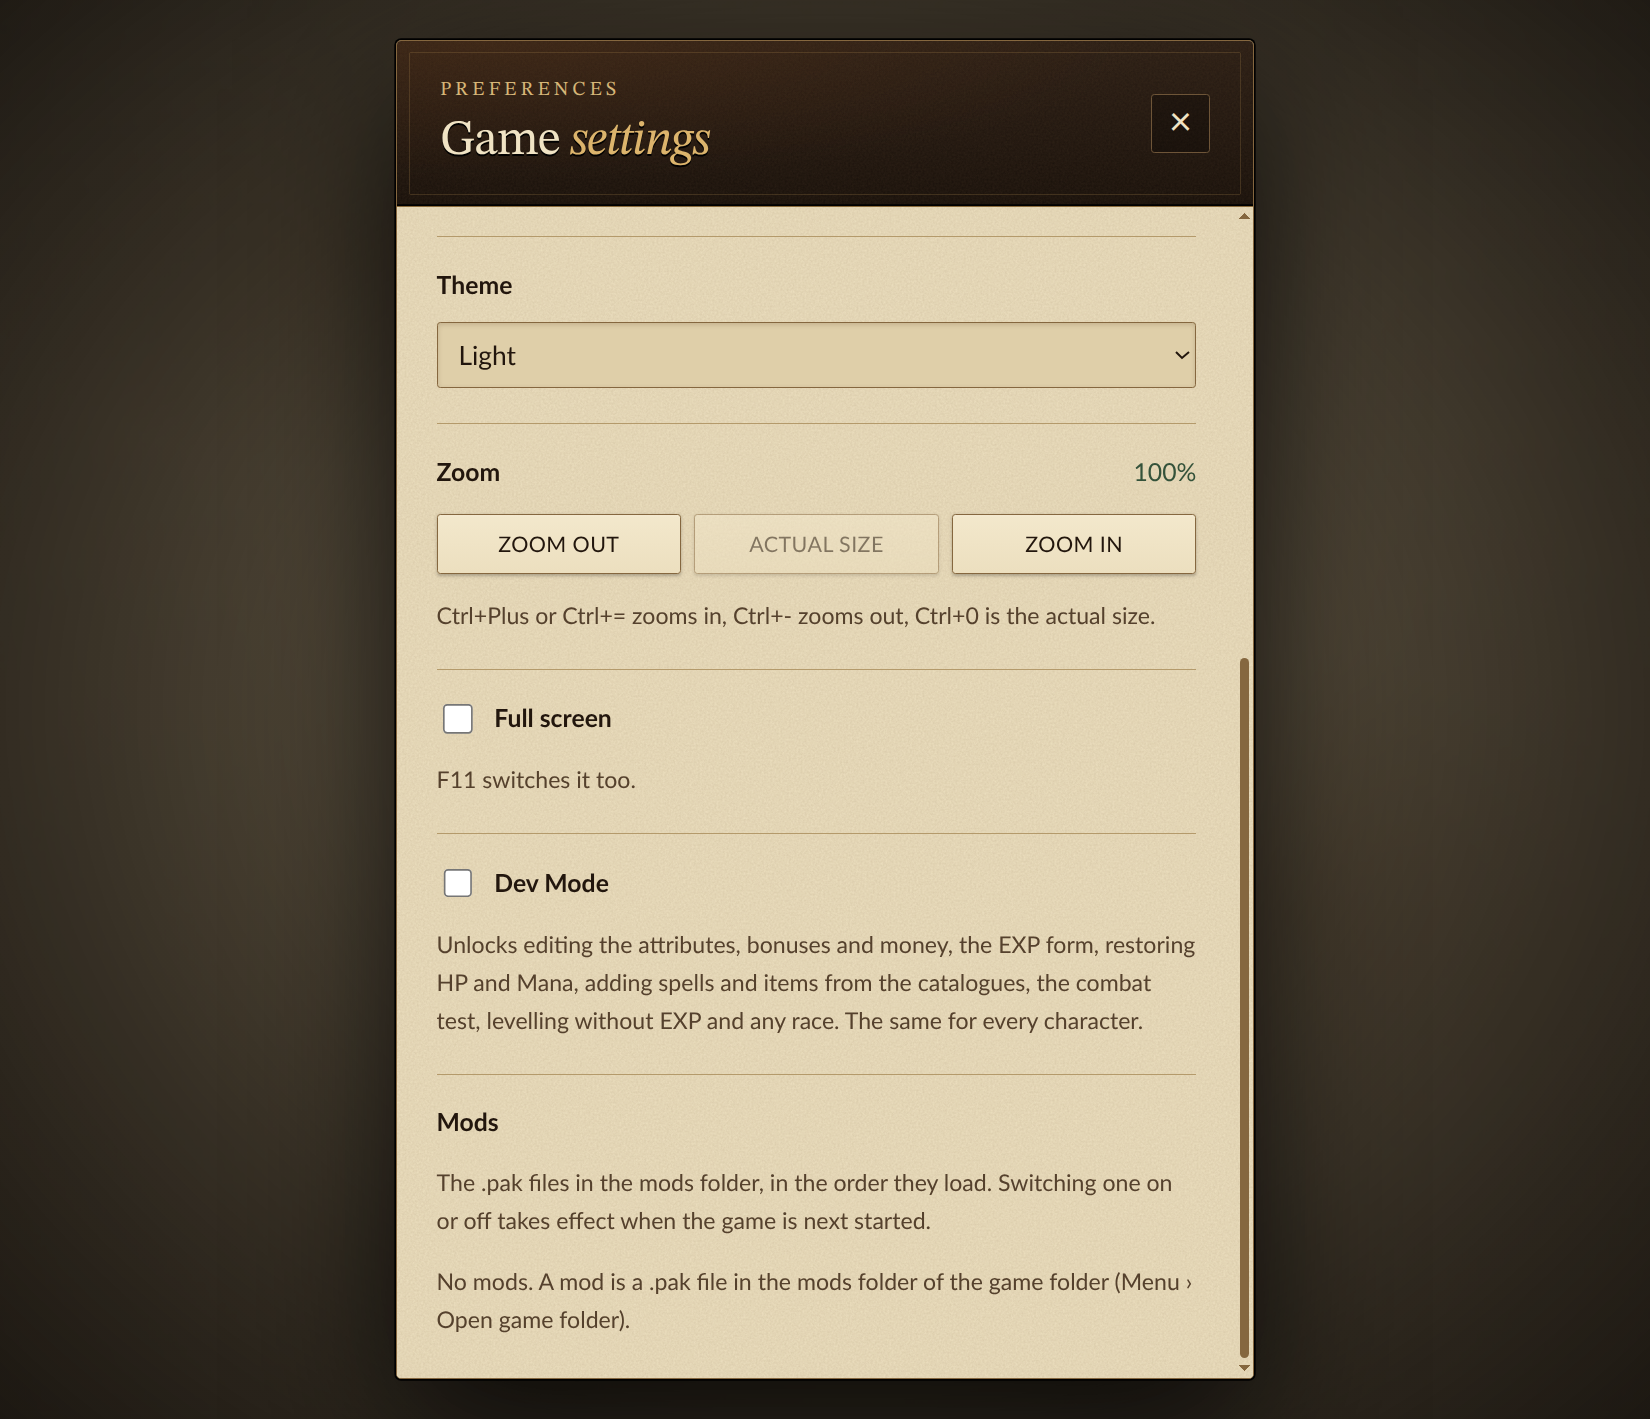 PREFERENCES
Game settings
Theme
Light
Zoom
100%
ZOOM OUT
ACTUAL SIZE
ZOOM IN
Ctrl+Plus or Ctrl+= zooms in, Ctrl+- zooms out, Ctrl+0 is the actual size.
Full screen
F11 switches it too.
Dev Mode
Unlocks editing the attributes, bonuses and money, the EXP form, restoring
HP and Mana, adding spells and items from the catalogues, the combat
test, levelling without EXP and any race. The same for every character.
Mods
The .pak files in the mods folder, in the order they load. Switching one on
or off takes effect when the game is next started.
No mods. A mod is a .pak file in the mods folder of the game folder (Menu ›
Open game folder).